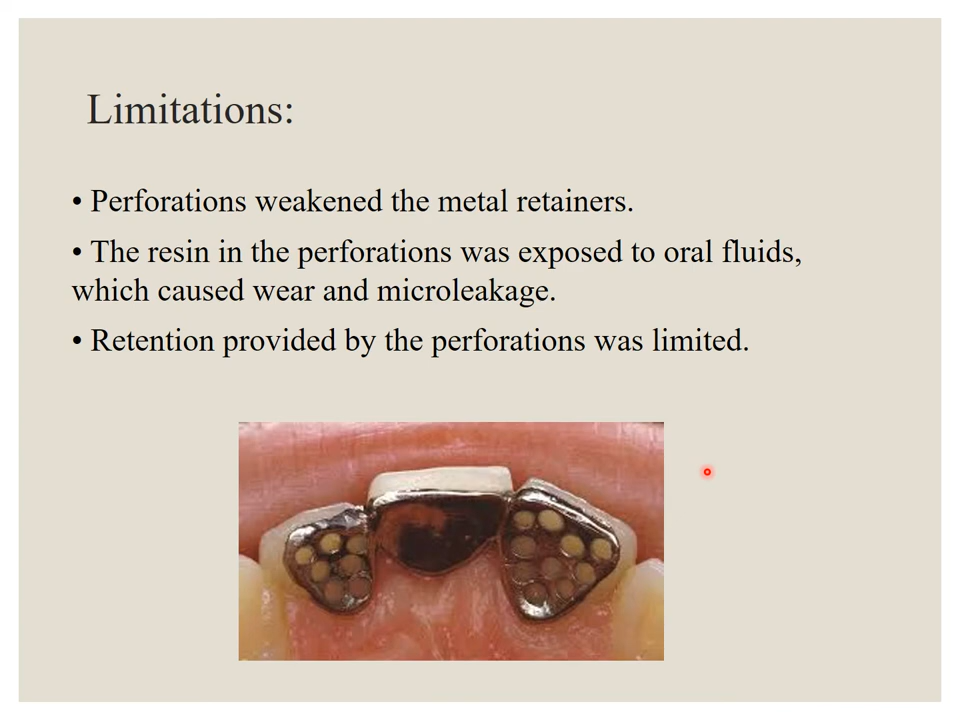 Limitations:
• Perforations weakened the metal retainers.
• The resin in the perforations was exposed to oral fluids,
which caused wear and microleakage.
• Retention provided by the perforations was limited.